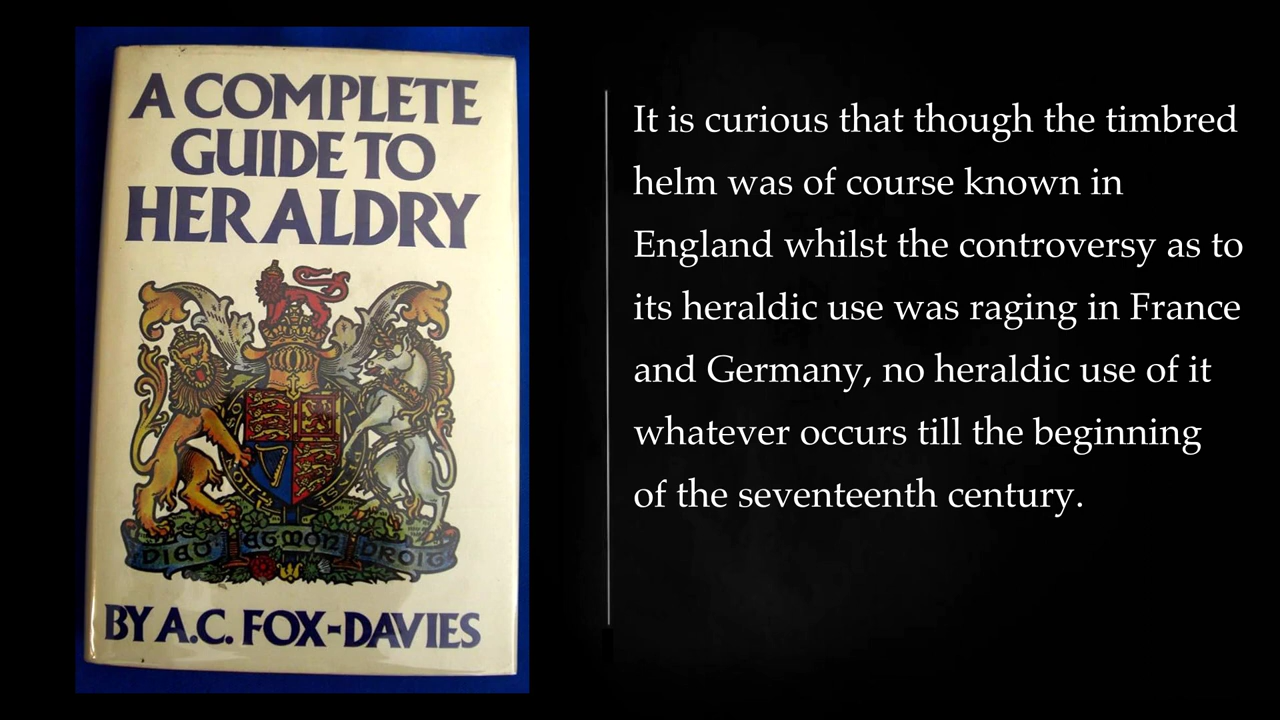 A COMPLETE
GUIDE TO
HERALDRY
DIEU ET MON DROIT
BY A.C. FOX-DAVIES
It is curious that though the timbred
helm was of course known in
England whilst the controversy as to
its heraldic use was raging in France
and Germany, no heraldic use of it
whatever occurs till the beginning
of the seventeenth century.